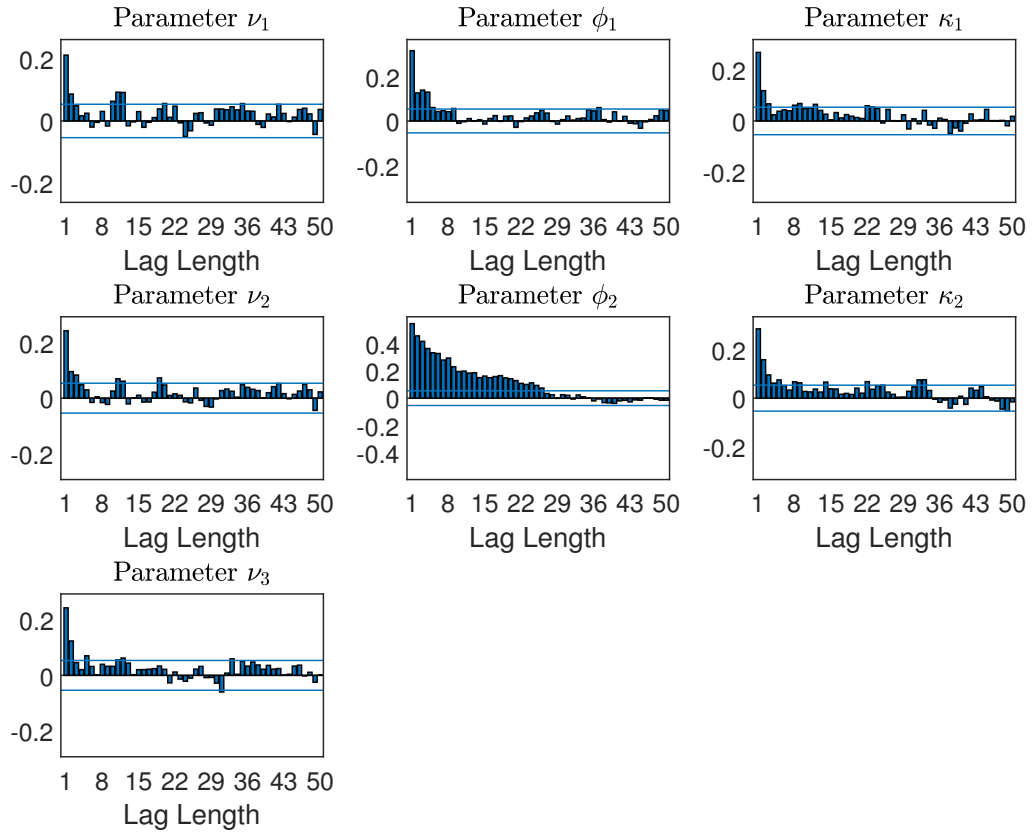 Parameter ν₁
0.2
0
-0.2
1 8 15 22 29 36 43 50
Lag Length
Parameter ϕ₁
0.2
0
-0.2
1 8 15 22 29 36 43 50
Lag Length
Parameter κ₁
0.2
0
-0.2
1 8 15 22 29 36 43 50
Lag Length
Parameter ν₂
0.2
0
-0.2
1 8 15 22 29 36 43 50
Lag Length
Parameter ϕ₂
0.4
0.2
0
-0.2
-0.4
1 8 15 22 29 36 43 50
Lag Length
Parameter κ₂
0.2
0
-0.2
1 8 15 22 29 36 43 50
Lag Length
Parameter ν₃
0.2
0
-0.2
1 8 15 22 29 36 43 50
Lag Length